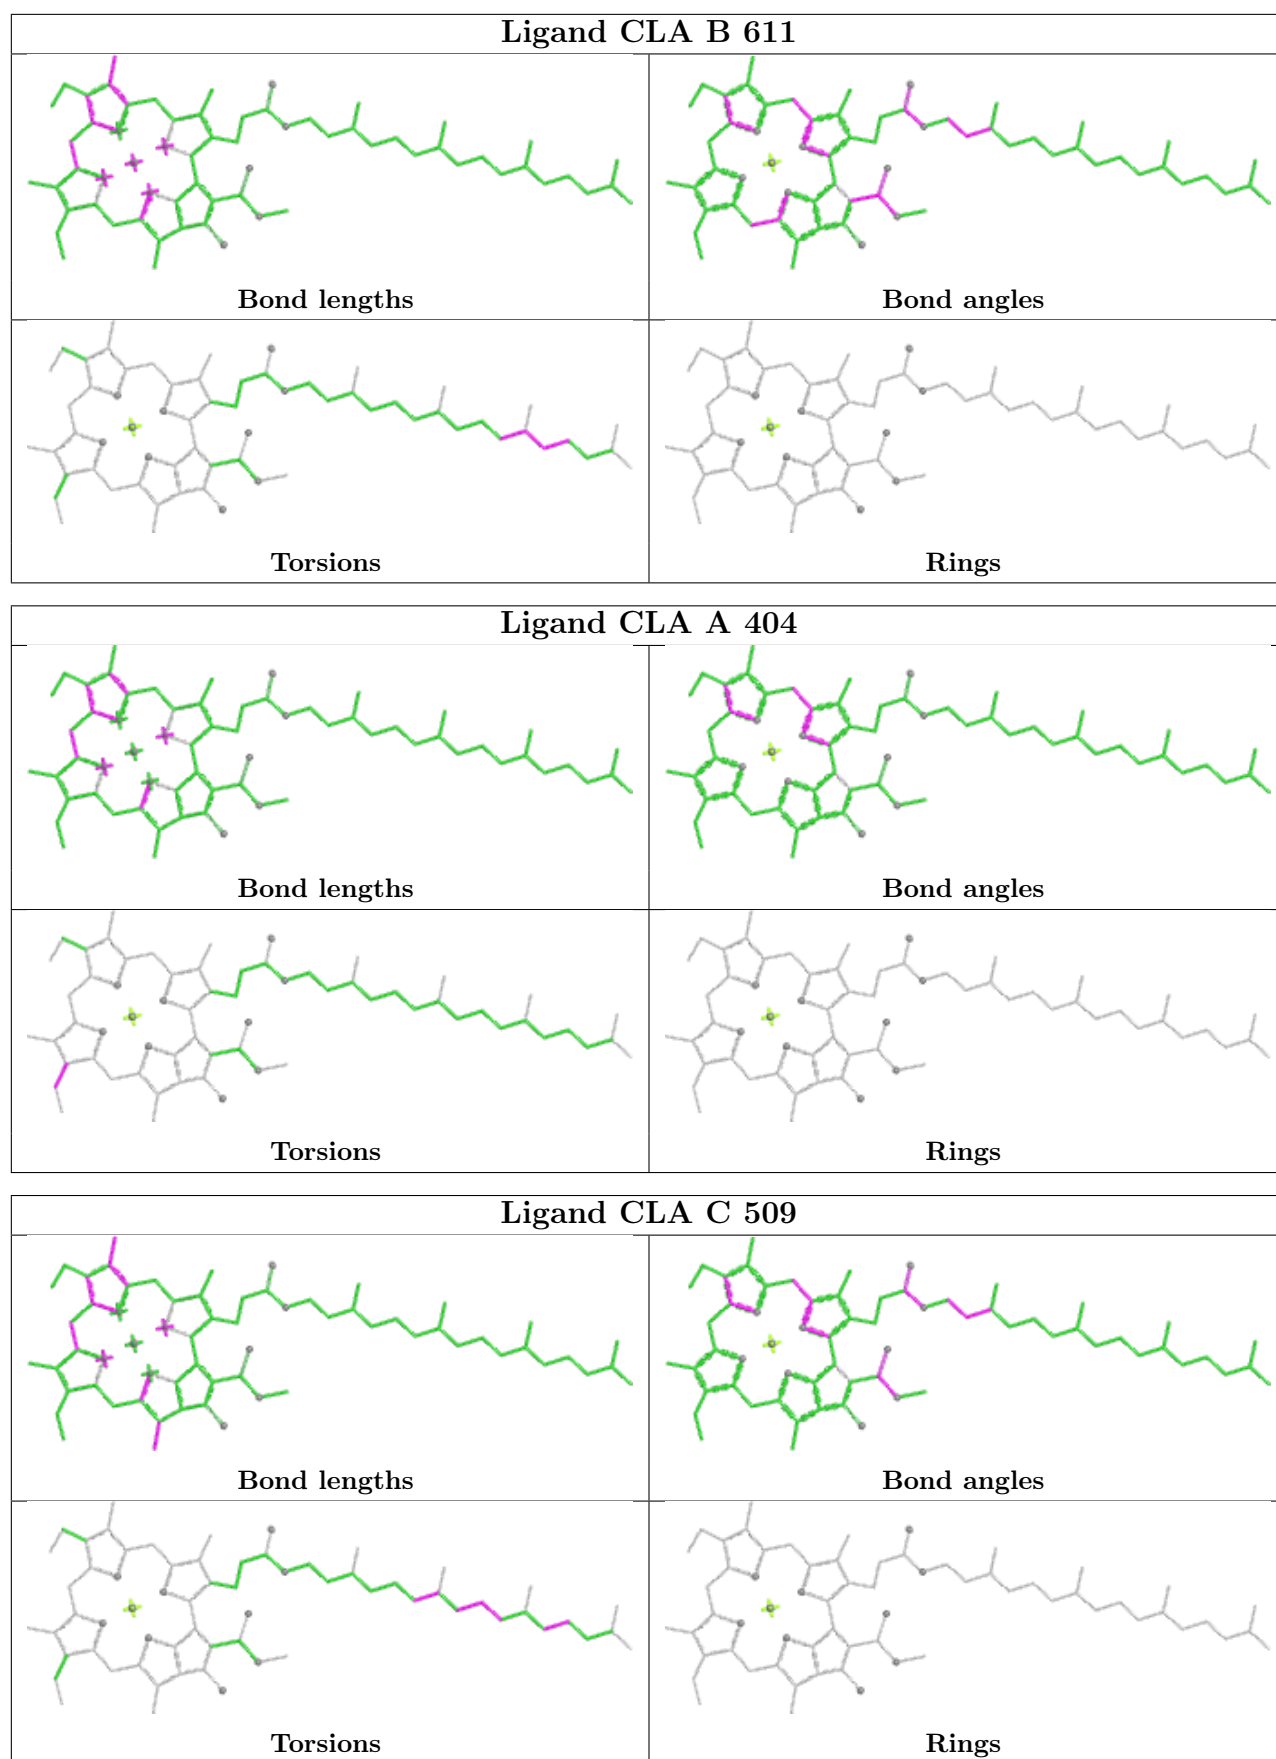 Ligand CLA B 611
Bond lengths
Bond angles
Torsions
Rings
Ligand CLA A 404
Bond lengths
Bond angles
Torsions
Rings
Ligand CLA C 509
Bond lengths
Bond angles
Torsions
Rings